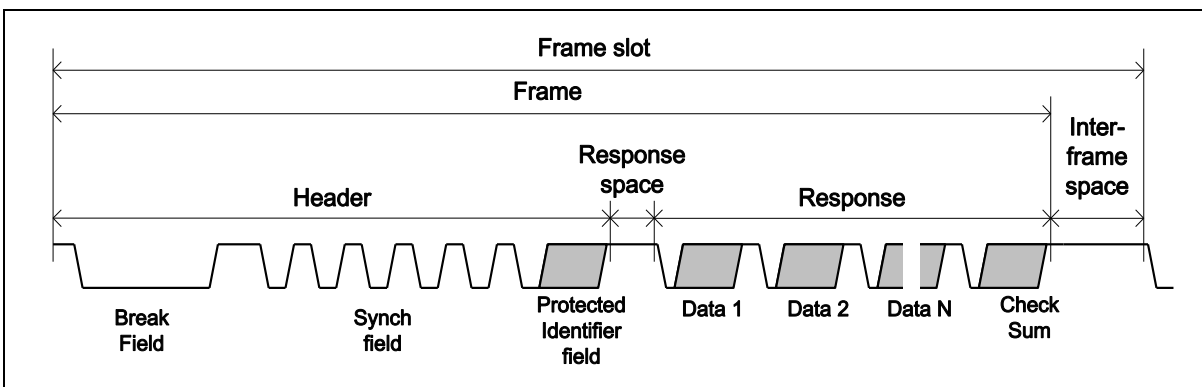 Frame slot
Frame
Inter-
frame
space
Response
space
Header
Response
Break
Field
Synch
field
Protected
Identifier
field
Data 1
Data 2
Data N
Check
Sum